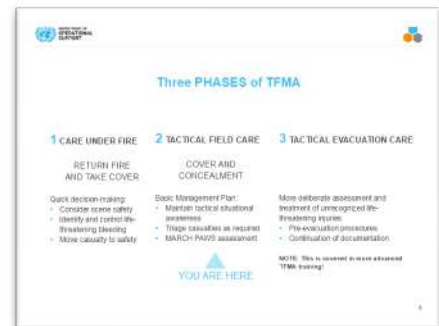 DEPARTMENT OF
OPERATIONAL
SUPPORT
Three PHASES of TFMA
1 CARE UNDER FIRE
RETURN FIRE
AND TAKE COVER
Quick decision-making:
• Consider scene safety
• Identify and control life-
threatening bleeding
• Move casualty to safety
2 TACTICAL FIELD CARE
COVER AND
CONCEALMENT
Basic Management Plan:
• Maintain tactical situational
awareness
• Triage casualties as required
• MARCH PAWS assessment
YOU ARE HERE
3 TACTICAL EVACUATION CARE
More deliberate assessment and
treatment of unrecognized life-
threatening injuries:
• Pre-evacuation procedures
• Continuation of documentation
NOTE: This is covered in more advanced
TFMA training!